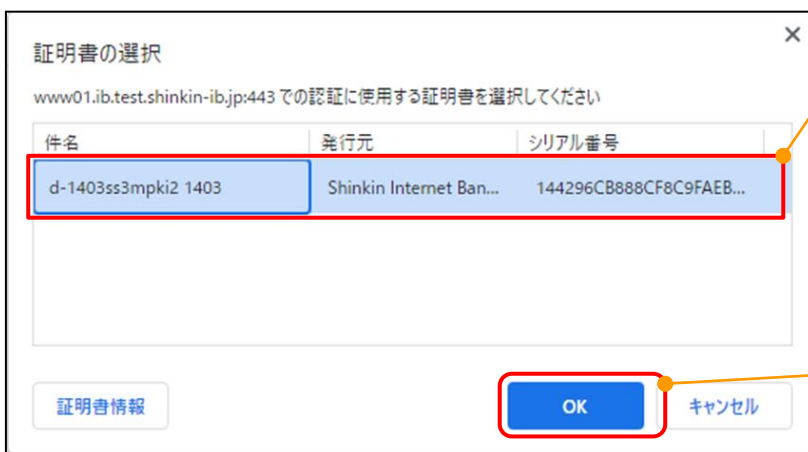 証明書の選択
www01.ib.test.shinkin-ib.jp:443 での認証に使用する証明書を選択してください
件名 発行元 シリアル番号
d-1403ss3mpki2 1403 Shinkin Internet Ban... 144296CB888CF8C9FAEB...
証明書情報 OK キャンセル